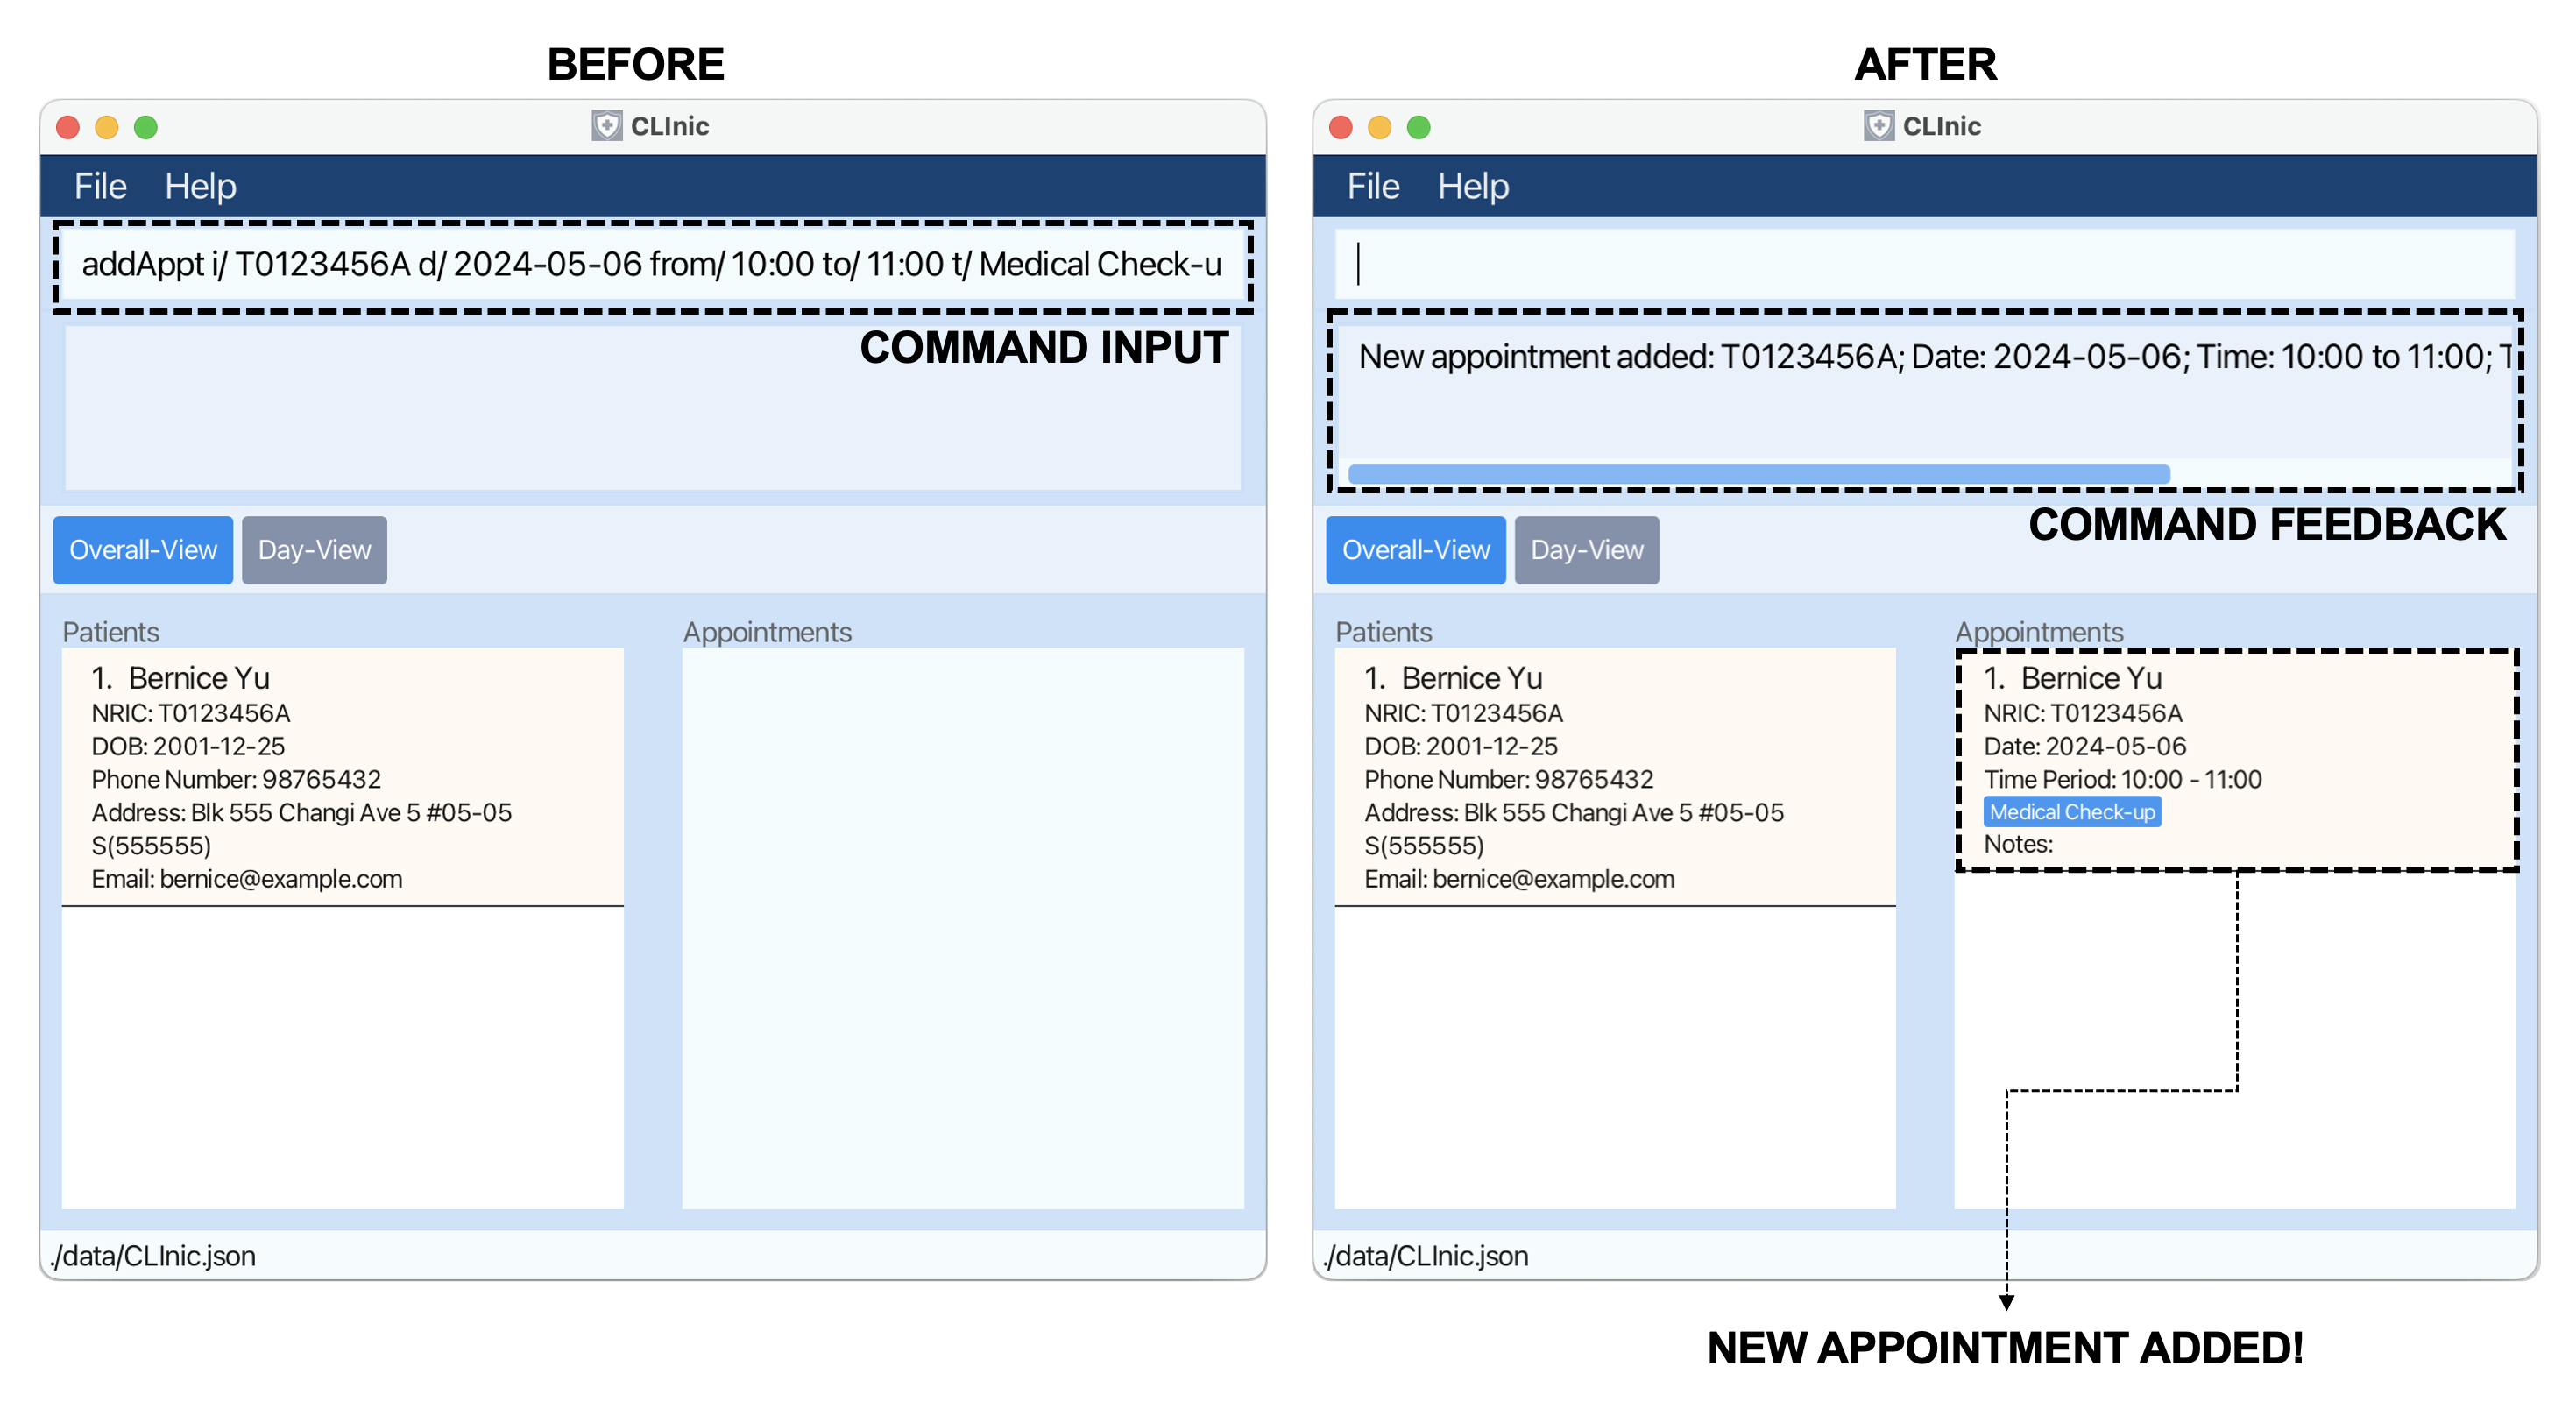 BEFORE
CLInic
File Help
addAppt i/ T0123456A d/ 2024-05-06 from/ 10:00 to/ 11:00 t/ Medical Check-u
COMMAND INPUT
Overall-View Day-View
Patients
1. Bernice Yu
NRIC: T0123456A
DOB: 2001-12-25
Phone Number: 98765432
Address: Blk 555 Changi Ave 5 #05-05
S(555555)
Email: bernice@example.com
Appointments
./data/CLInic.json
AFTER
CLInic
File Help
New appointment added: T0123456A; Date: 2024-05-06; Time: 10:00 to 11:00; T
COMMAND FEEDBACK
Overall-View Day-View
Patients
1. Bernice Yu
NRIC: T0123456A
DOB: 2001-12-25
Phone Number: 98765432
Address: Blk 555 Changi Ave 5 #05-05
S(555555)
Email: bernice@example.com
Appointments
1. Bernice Yu
NRIC: T0123456A
Date: 2024-05-06
Time Period: 10:00 - 11:00
Medical Check-up
Notes:
./data/CLInic.json
NEW APPOINTMENT ADDED!